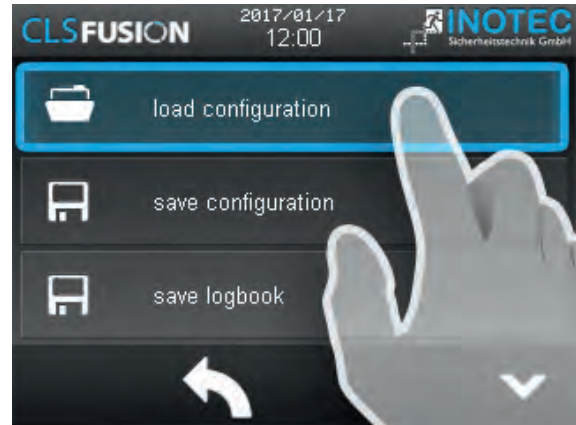 CLSFUSION
2017/01/17
12:00
INOTEC
Sicherheitstechnik GmbH
load configuration
save configuration
save logbook